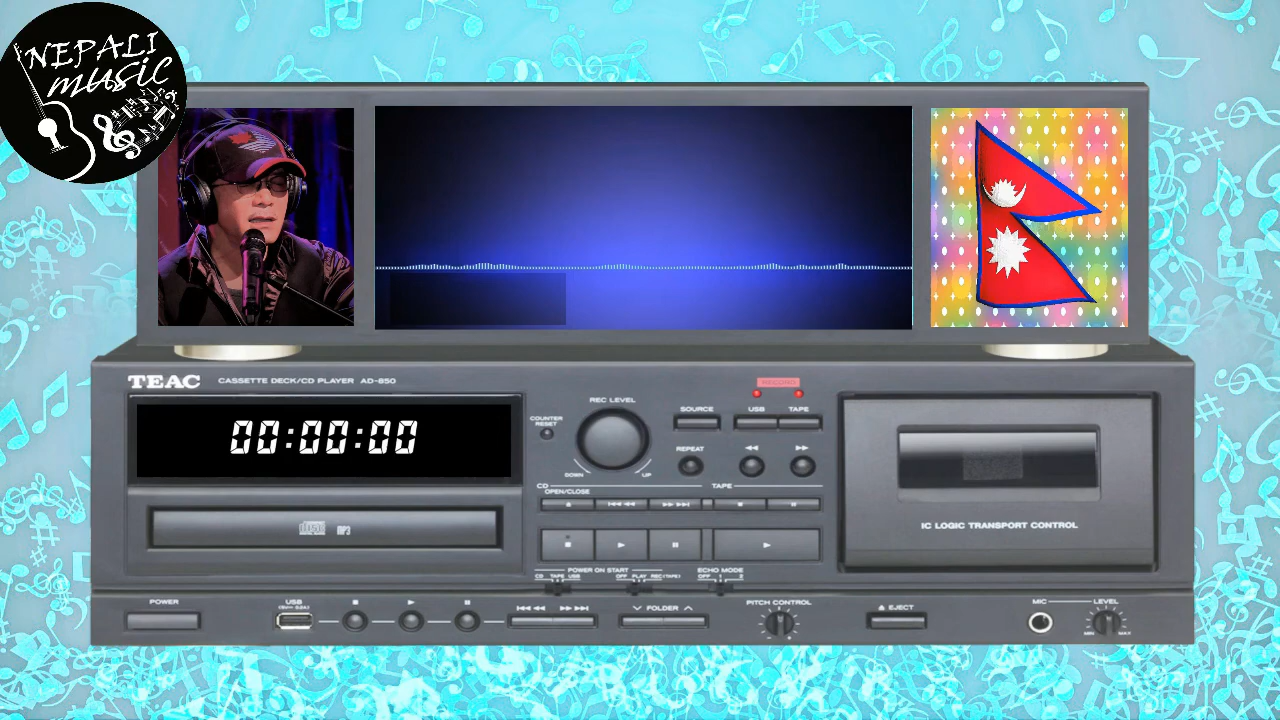 NEPALI
music
TEAC CASSETTE DECK/CD PLAYER AD-850
00:00:00
COUNTER
RESET
REC LEVEL
DOWN UP
RECORD
SOURCE USB TAPE
REPEAT
CD TAPE
OPEN/CLOSE
MP3
IC LOGIC TRANSPORT CONTROL
POWER ON START
CD TAPE USB OFF PLAY REC(TAPE)
ECHO MODE
OFF 1 2
POWER
USB
FOLDER
PITCH CONTROL
EJECT
MIC LEVEL
MIN MAX